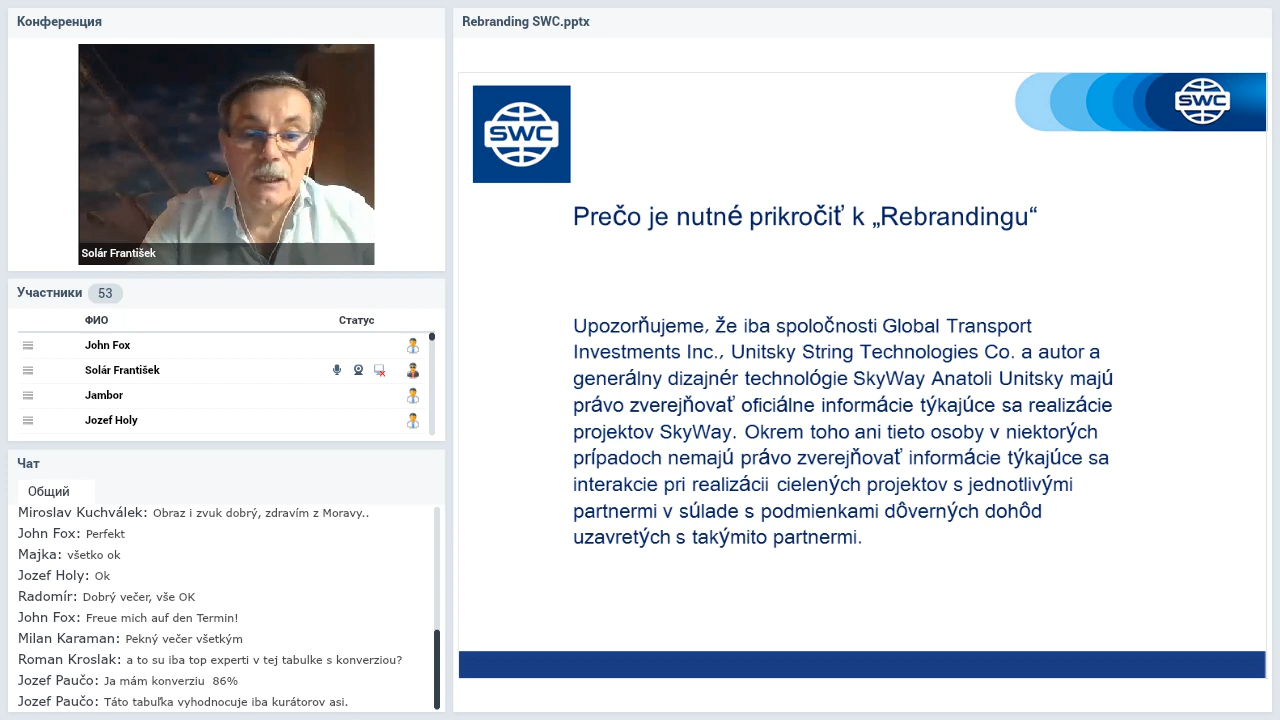 Конференция
Solár František
Участники 53
ФИО Статус
John Fox
Solár František
Jambor
Jozef Holy
Чат
Общий
Miroslav Kuchválek: Obraz i zvuk dobrý, zdravím z Moravy..
John Fox: Perfekt
Majka: všetko ok
Jozef Holy: Ok
Radomír: Dobrý večer, vše OK
John Fox: Freue mich auf den Termin!
Milan Karaman: Pekný večer všetkým
Roman Kroslak: a to su iba top experti v tej tabulke s konverziou?
Jozef Paučo: Ja mám konverziu 86%
Jozef Paučo: Táto tabuľka vyhodnocuje iba kurátorov asi.
Rebranding SWC.pptx
SWC
SWC
Prečo je nutné prikročiť k „Rebrandingu“
Upozorňujeme, že iba spoločnosti Global Transport
Investments Inc., Unitsky String Technologies Co. a autor a
generálny dizajnér technológie SkyWay Anatoli Unitsky majú
právo zverejňovať oficiálne informácie týkajúce sa realizácie
projektov SkyWay. Okrem toho ani tieto osoby v niektorých
prípadoch nemajú právo zverejňovať informácie týkajúce sa
interakcie pri realizácii cielených projektov s jednotlivými
partnermi v súlade s podmienkami dôverných dohôd
uzavretých s takýmito partnermi.